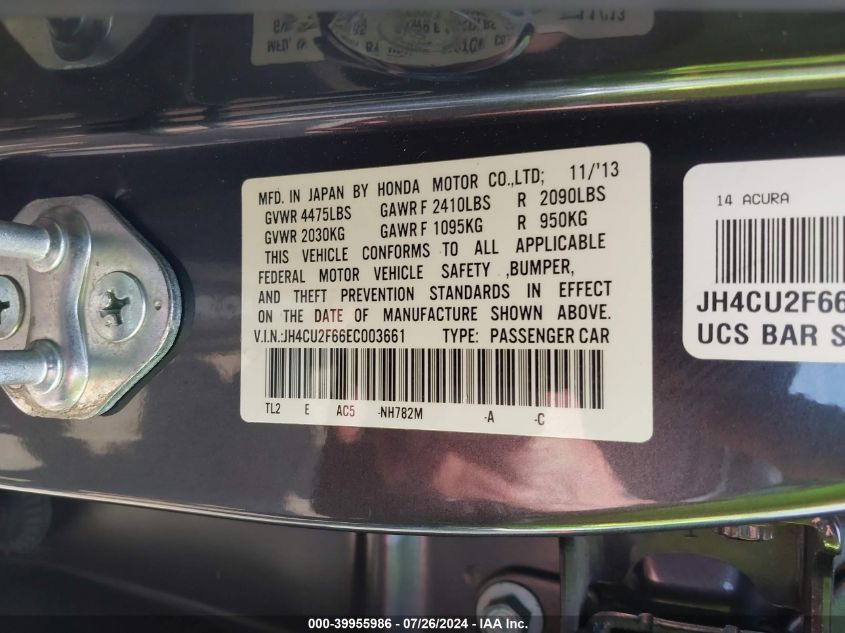 11/'13
MFD. IN JAPAN BY HONDA MOTOR CO.,LTD; 11/'13
GVWR 4475LBS GAWR F 2410LBS R 2090LBS
GVWR 2030KG GAWR F 1095KG R 950KG
THIS VEHICLE CONFORMS TO ALL APPLICABLE
FEDERAL MOTOR VEHICLE SAFETY ,BUMPER,
AND THEFT PREVENTION STANDARDS IN EFFECT
ON THE DATE OF MANUFACTURE SHOWN ABOVE.
V.I.N.:JH4CU2F66EC003661 TYPE: PASSENGER CAR
TL2 E AC5 -NH782M -A -C
14 ACURA
JH4CU2F66
UCS BAR S
000-39955986 - 07/26/2024 - IAA Inc.